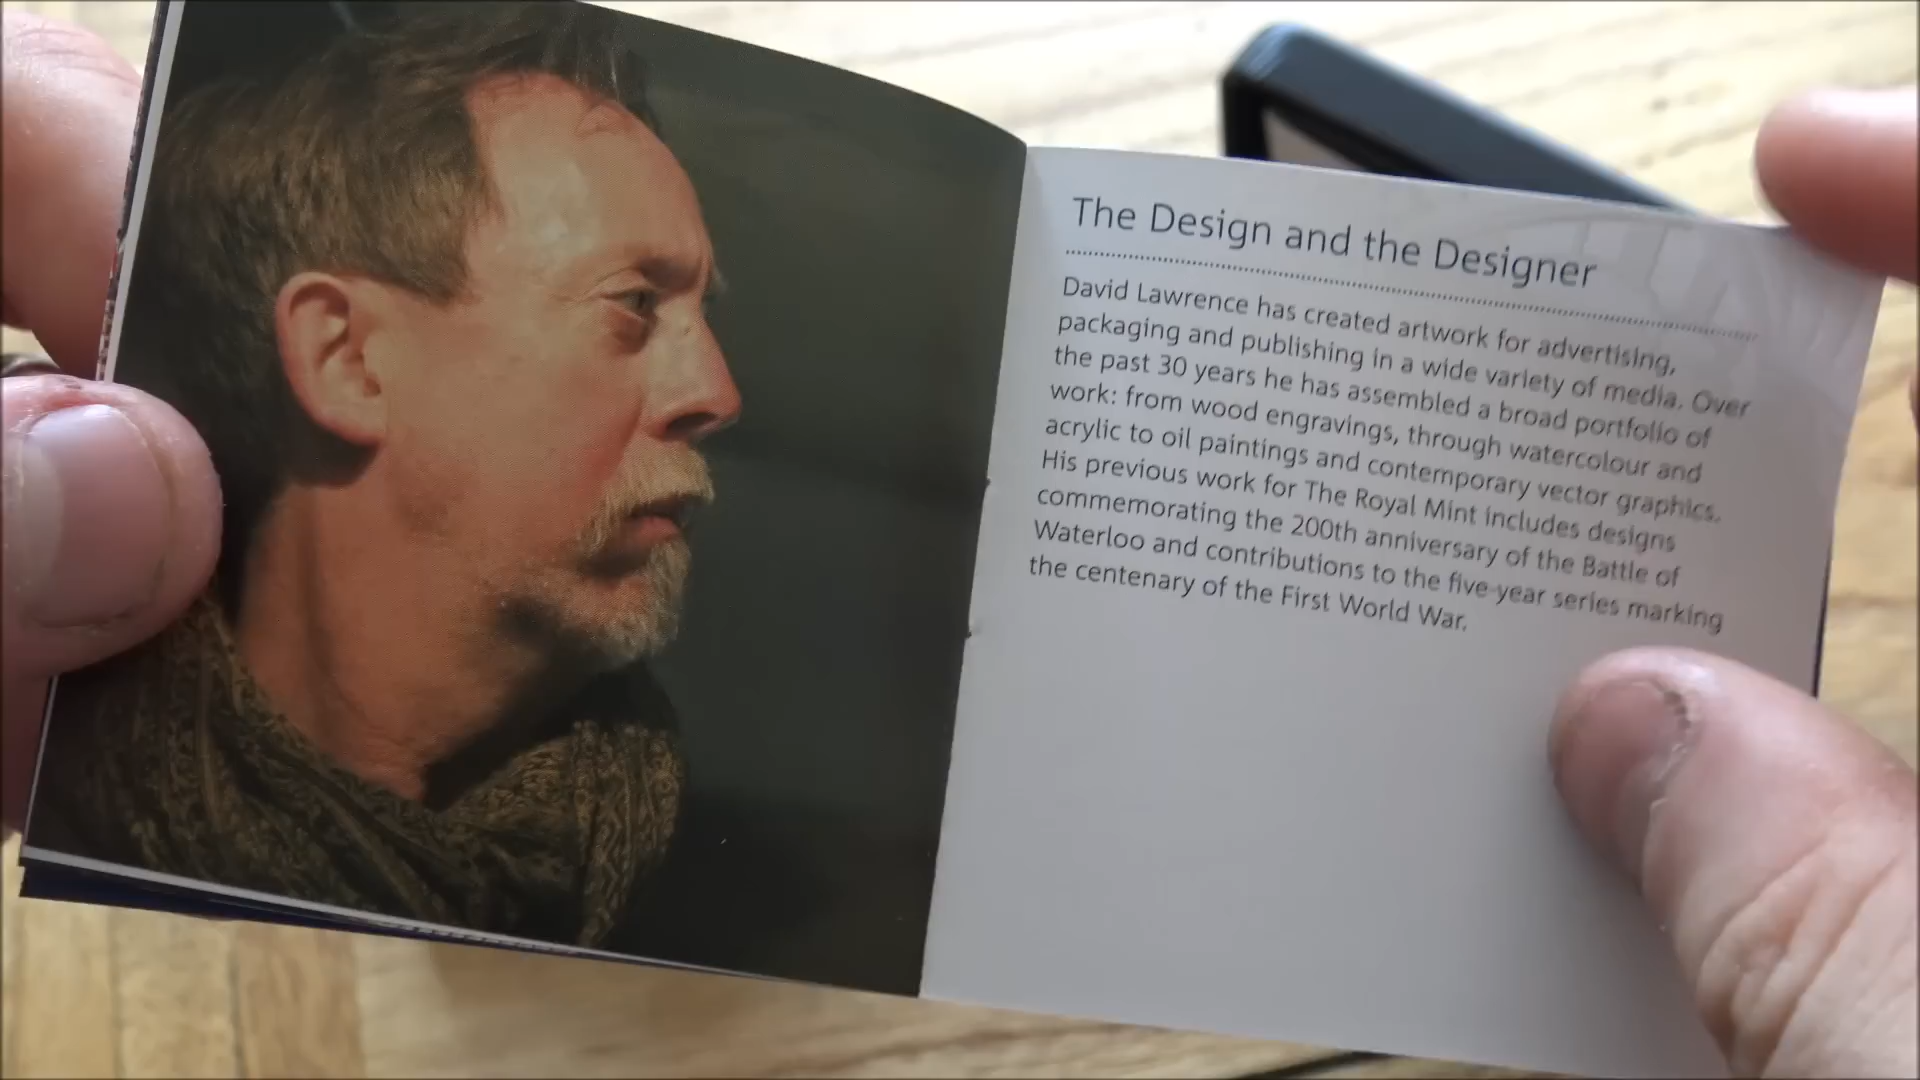 The Design and the Designer
David Lawrence has created artwork for advertising,
packaging and publishing in a wide variety of media. Over
the past 30 years he has assembled a broad portfolio of
work: from wood engravings, through watercolour and
acrylic to oil paintings and contemporary vector graphics.
His previous work for The Royal Mint includes designs
commemorating the 200th anniversary of the Battle of
Waterloo and contributions to the five-year series marking
the centenary of the First World War.